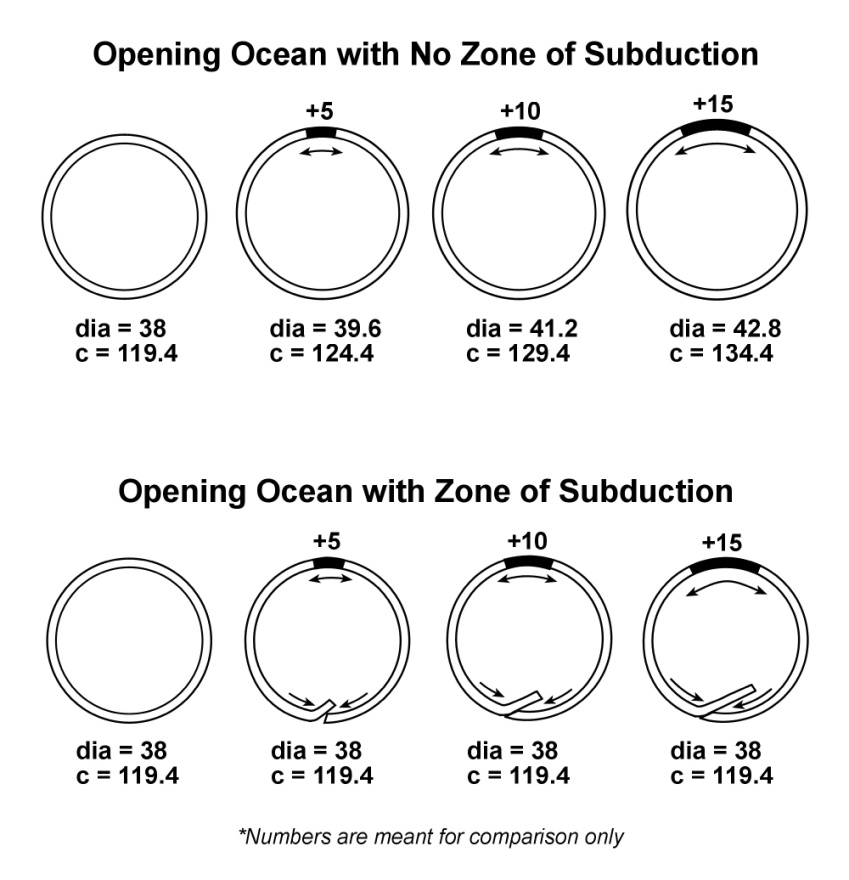 Opening Ocean with No Zone of Subduction
+5
+10
+15
dia = 38
c = 119.4
dia = 39.6
c = 124.4
dia = 41.2
c = 129.4
dia = 42.8
c = 134.4
Opening Ocean with Zone of Subduction
+5
+10
+15
dia = 38
c = 119.4
dia = 38
c = 119.4
dia = 38
c = 119.4
dia = 38
c = 119.4
*Numbers are meant for comparison only